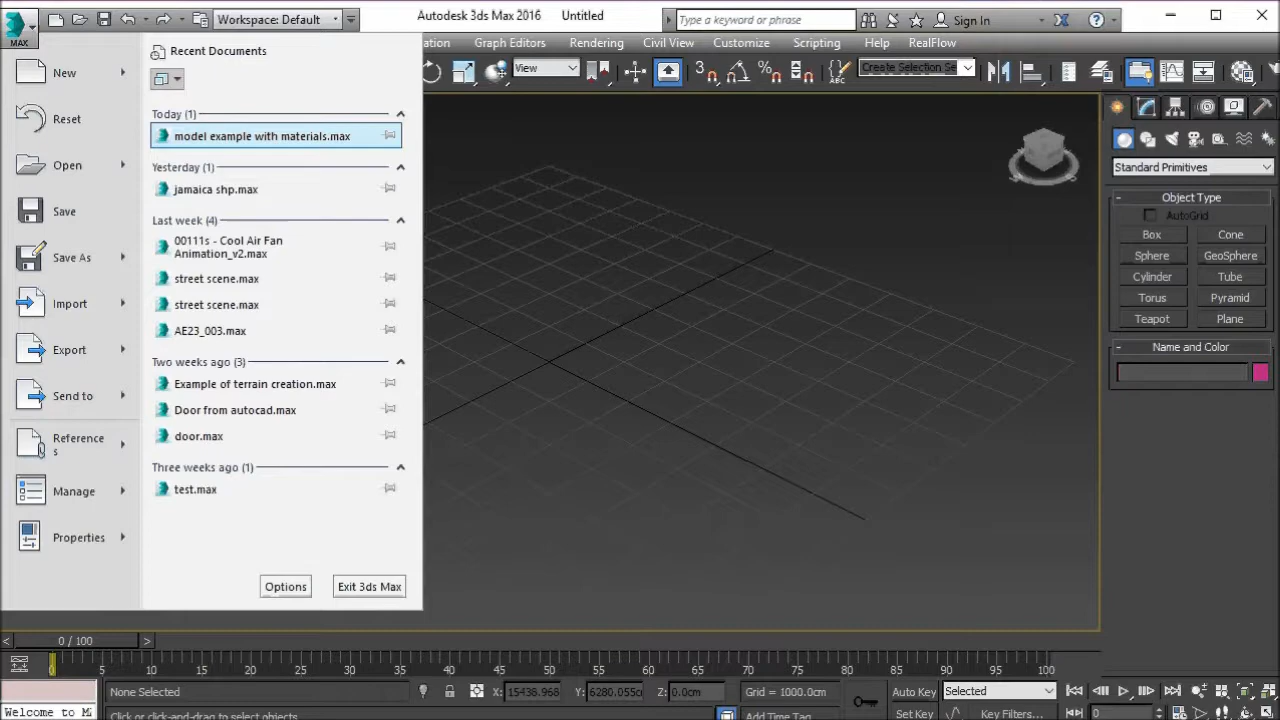 MAX
Workspace: Default
Autodesk 3ds Max 2016
Untitled
Type a keyword or phrase
Sign In
Graph Editors
Rendering
Civil View
Customize
Scripting
Help
RealFlow
View
3
Create Selection Se
New
Reset
Open
Save
Save As
Import
Export
Send to
Reference
s
Manage
Properties
Recent Documents
Today (1)
model example with materials.max
Yesterday (1)
jamaica shp.max
Last week (4)
00111s - Cool Air Fan
Animation_v2.max
street scene.max
street scene.max
AE23_003.max
Two weeks ago (3)
Example of terrain creation.max
Door from autocad.max
door.max
Three weeks ago (1)
test.max
Options
Exit 3ds Max
Standard Primitives
Object Type
AutoGrid
Box
Cone
Sphere
GeoSphere
Cylinder
Tube
Torus
Pyramid
Teapot
Plane
Name and Color
0 / 100
0 5 10 15 20 25 30 35 40 45 50 55 60 65 70 75 80 85 90 95 100
None Selected
X: 15438.968
Y: 6280.055c
Z: 0.0cm
Grid = 1000.0cm
Auto Key
Selected
Welcome to M
Click or click-and-drag to select objects
Add Time Tag
Set Key
Key Filters...
0